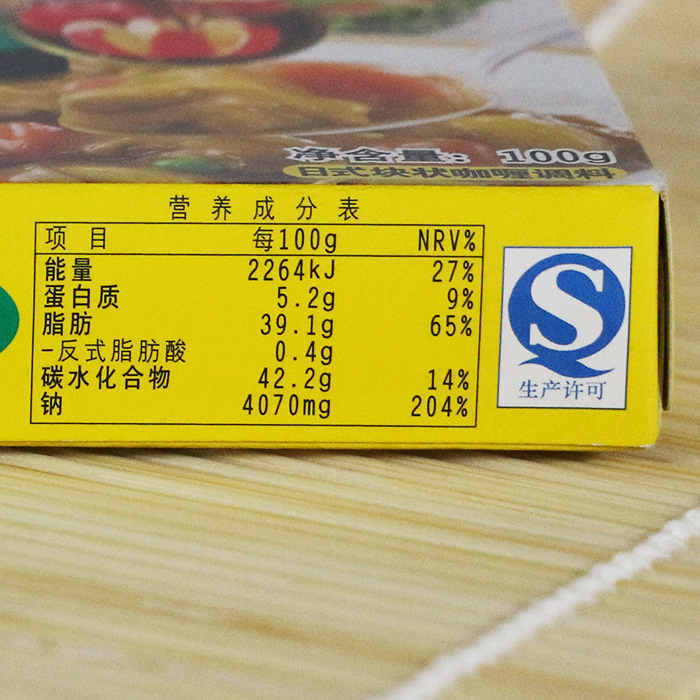 净含量：100g
日式块状咖喱调料
营养成分表
项目 每100g NRV%
能量 2264kJ 27%
蛋白质 5.2g 9%
脂肪 39.1g 65%
-反式脂肪酸 0.4g
碳水化合物 42.2g 14%
钠 4070mg 204%
生产许可